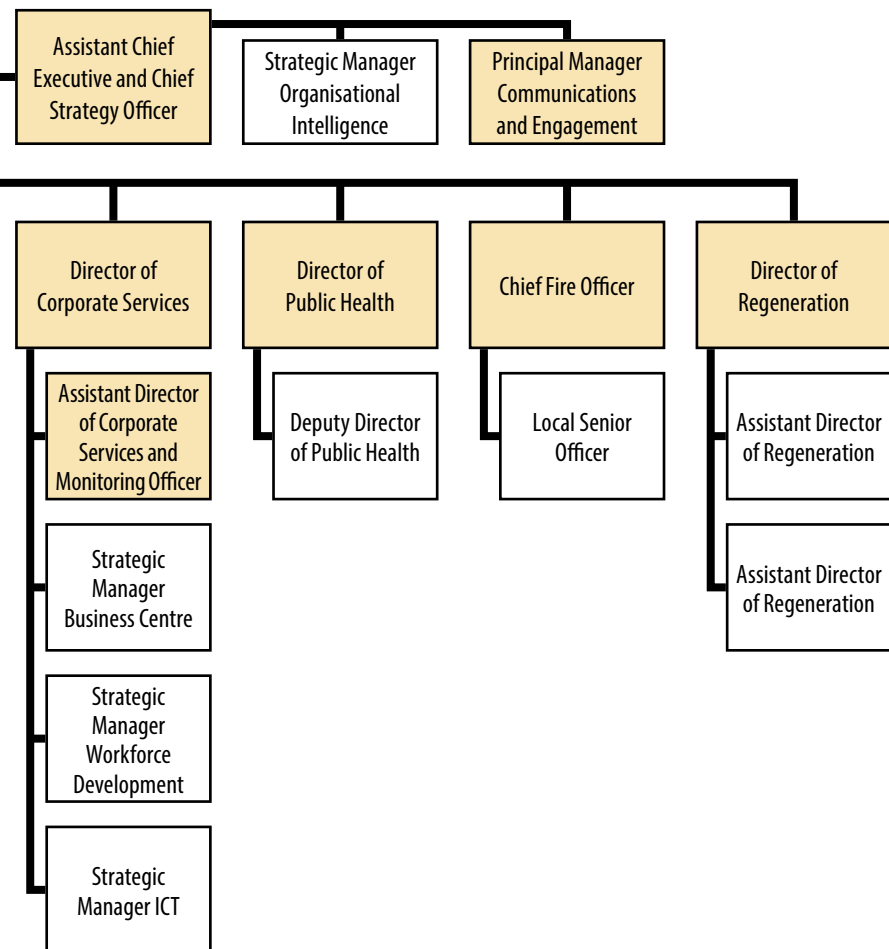 Assistant Chief
Executive and Chief
Strategy Officer
Strategic Manager
Organisational
Intelligence
Principal Manager
Communications
and Engagement
Director of
Corporate Services
Director of
Public Health
Chief Fire Officer
Director of
Regeneration
Assistant Director
of Corporate
Services and
Monitoring Officer
Deputy Director
of Public Health
Local Senior
Officer
Assistant Director
of Regeneration
Strategic
Manager
Business Centre
Assistant Director
of Regeneration
Strategic
Manager
Workforce
Development
Strategic
Manager ICT